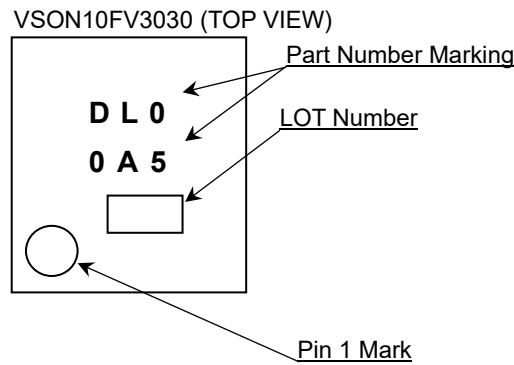 VSON10FV3030 (TOP VIEW)
Part Number Marking
D L 0
LOT Number
0 A 5
Pin 1 Mark